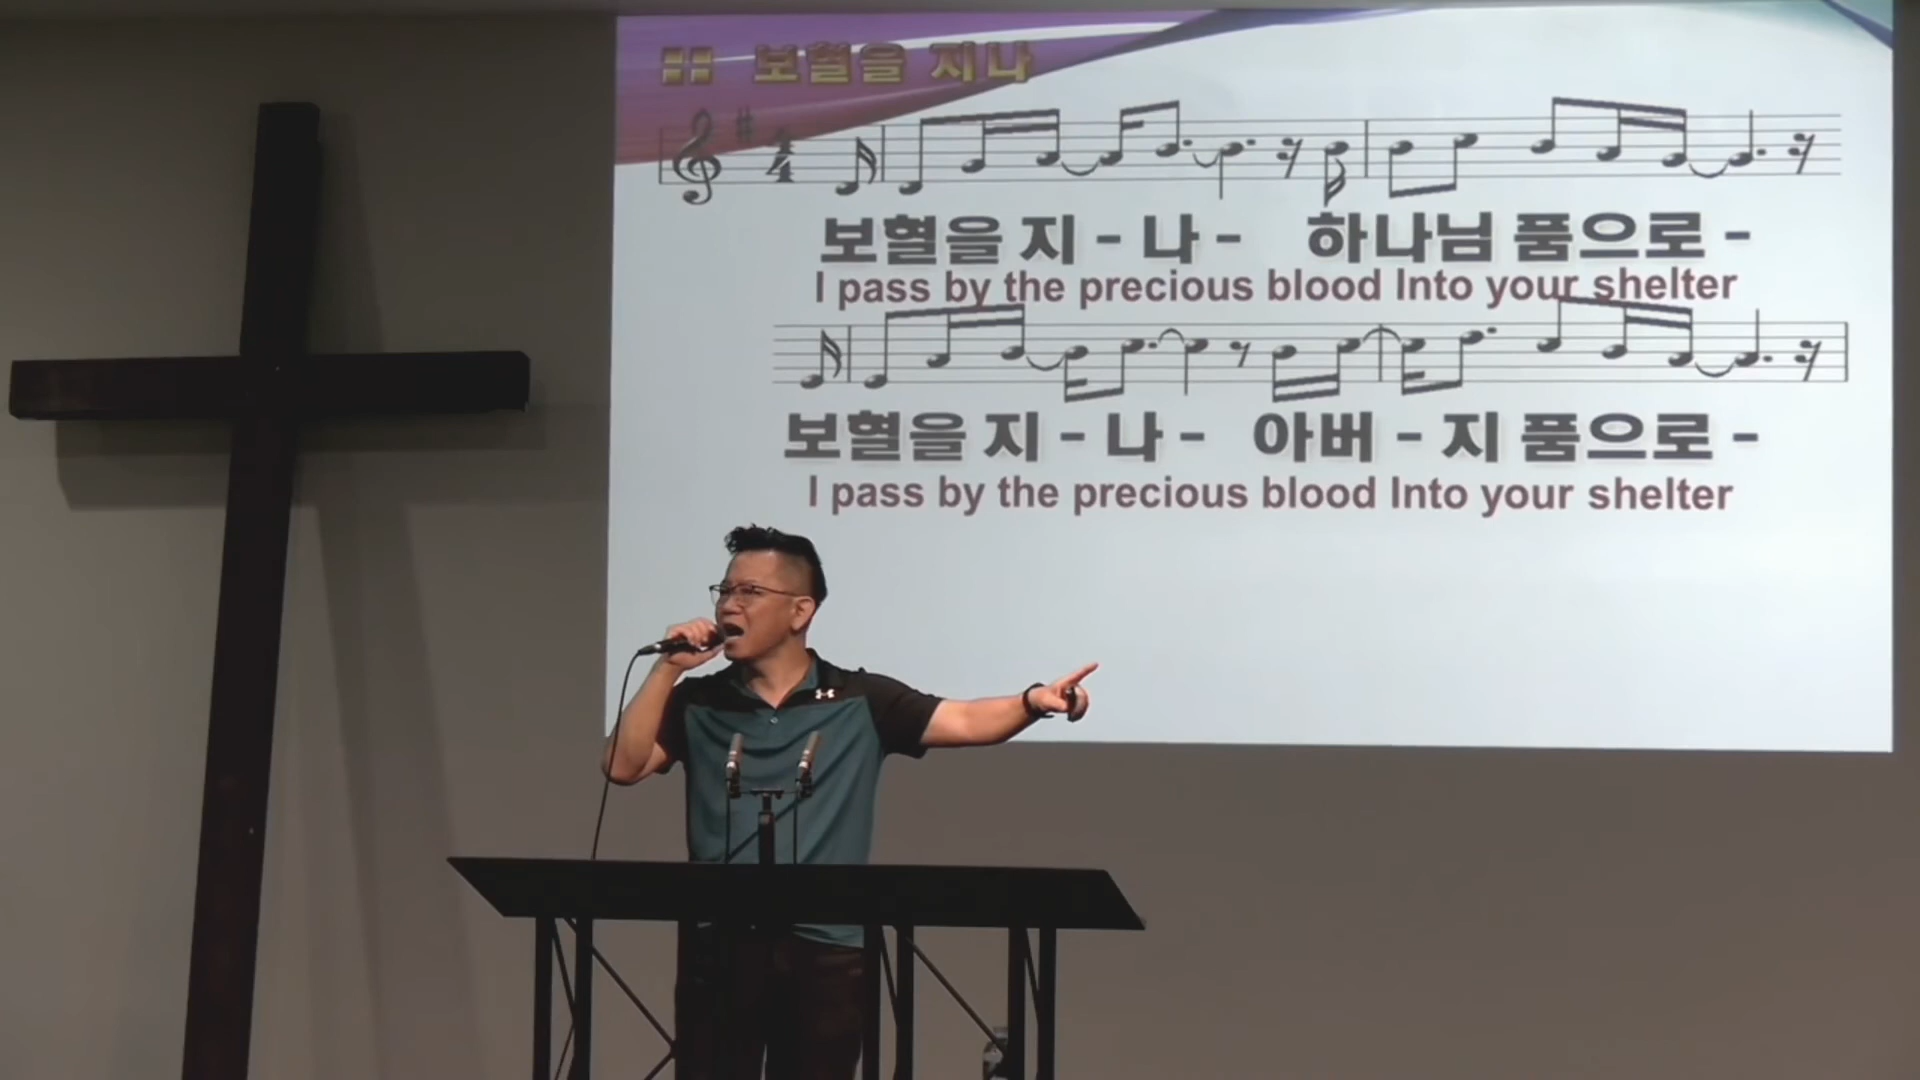 보혈을 지나
보혈을 지 - 나 - 하나님 품으로 -
I pass by the precious blood Into your shelter
보혈을 지 - 나 - 아버 - 지 품으로 -
I pass by the precious blood Into your shelter